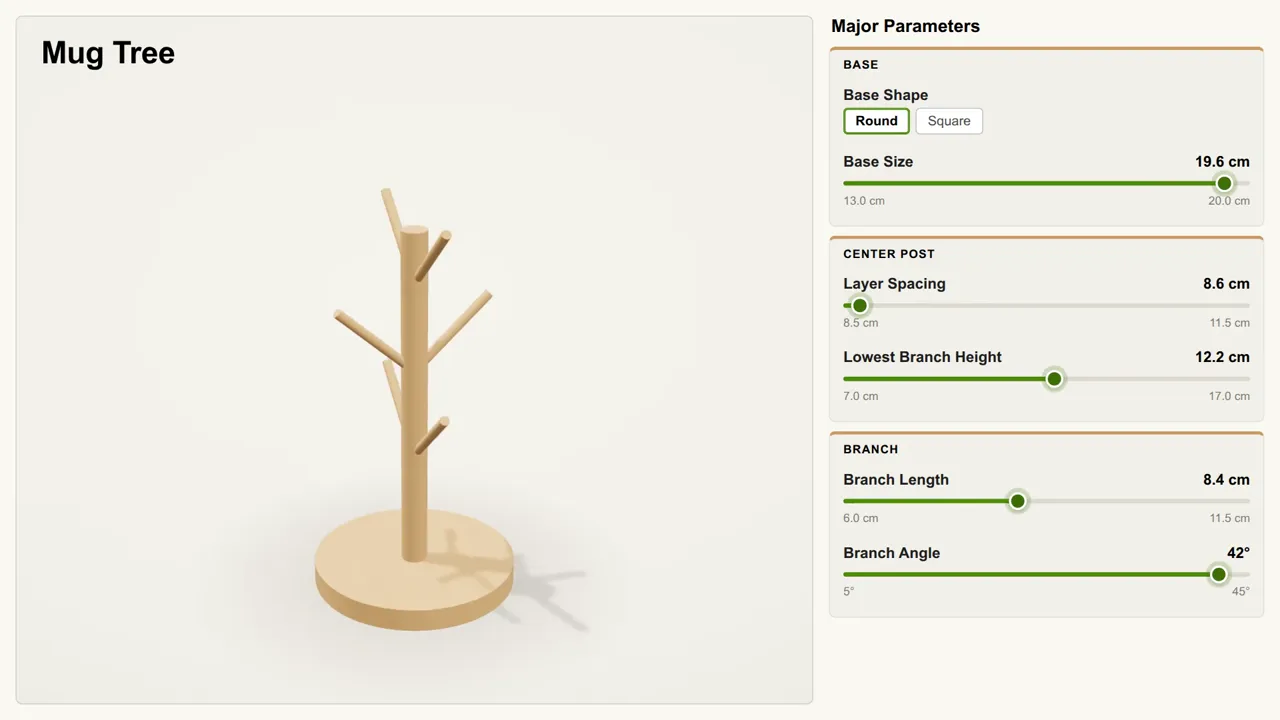 Mug Tree
Major Parameters
BASE
Base Shape
Round Square
Base Size 19.6 cm
13.0 cm 20.0 cm
CENTER POST
Layer Spacing 8.6 cm
8.5 cm 11.5 cm
Lowest Branch Height 12.2 cm
7.0 cm 17.0 cm
BRANCH
Branch Length 8.4 cm
6.0 cm 11.5 cm
Branch Angle 42°
5° 45°